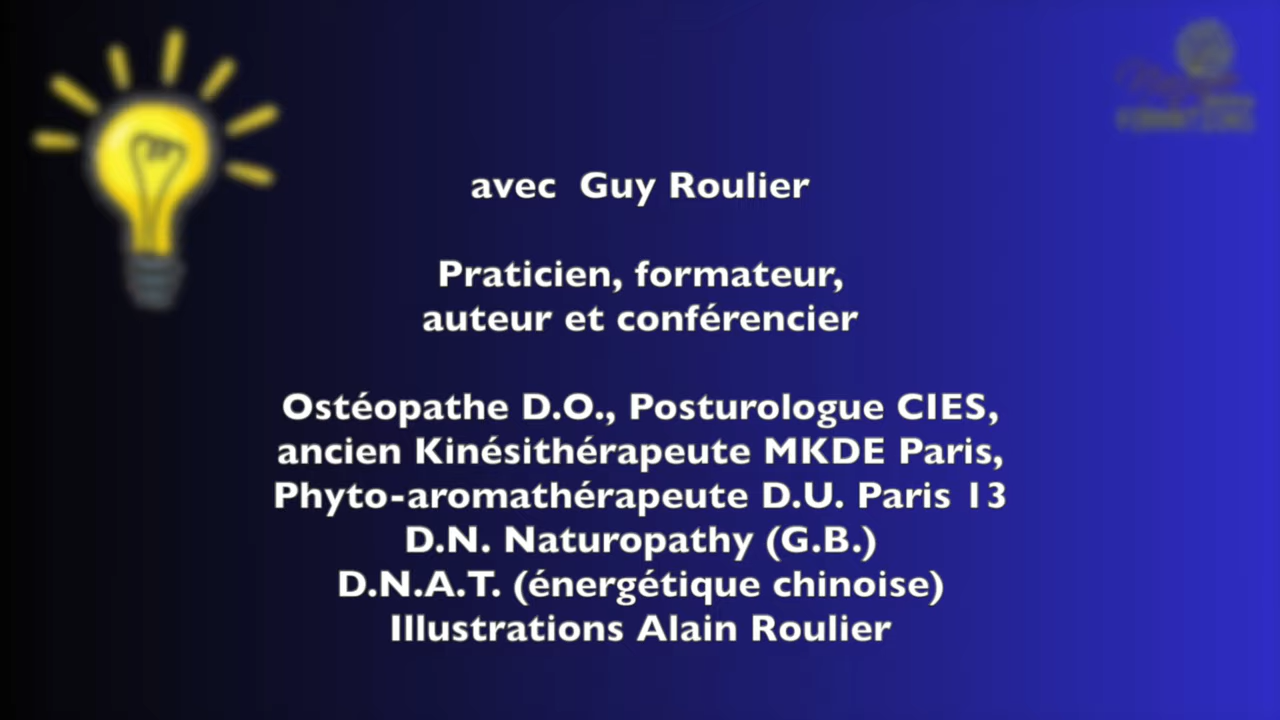 avec  Guy Roulier
Praticien, formateur,
auteur et conférencier
Ostéopathe D.O., Posturologue CIES,
ancien Kinésithérapeute MKDE Paris,
Phyto-aromathérapeute D.U. Paris 13
D.N. Naturopathy (G.B.)
D.N.A.T. (énergétique chinoise)
Illustrations Alain Roulier